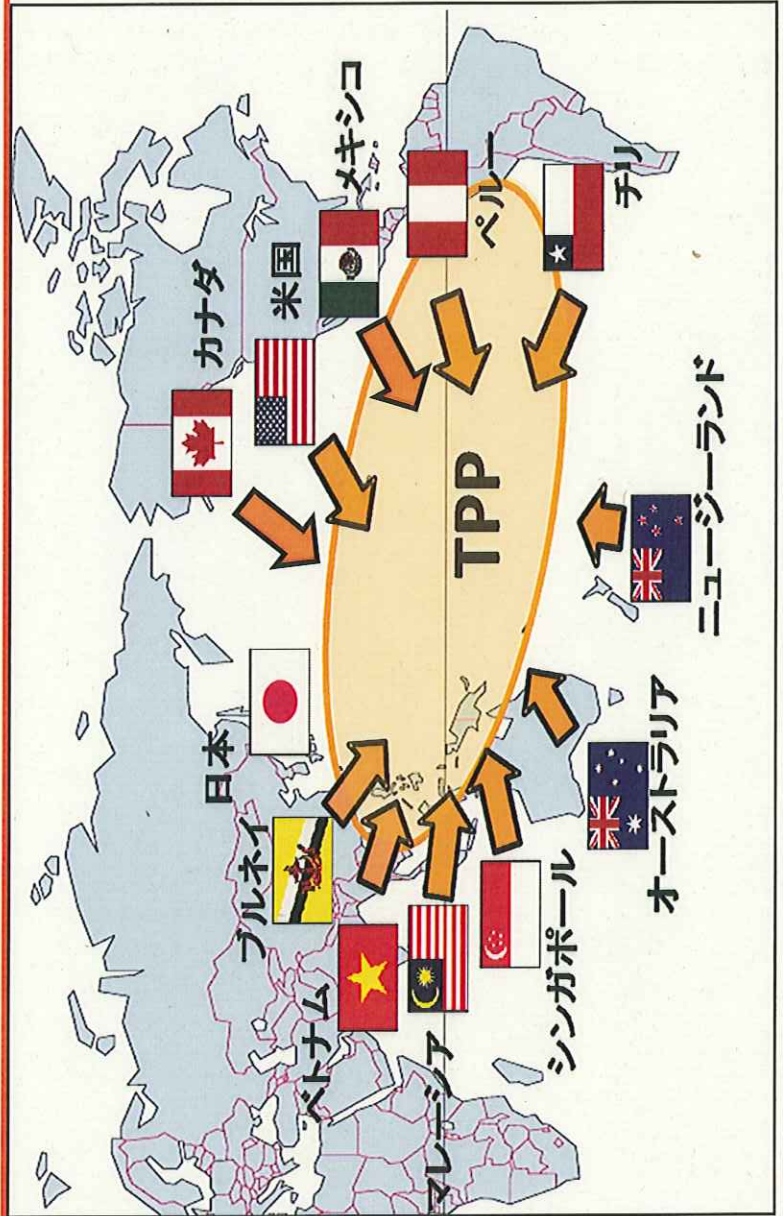 カナダ
米国
メキシコ
日本
ブルネイ
ベトナム
マレーシア
シンガポール
TPP
ペルー
チリ
オーストラリア
ニュージーランド